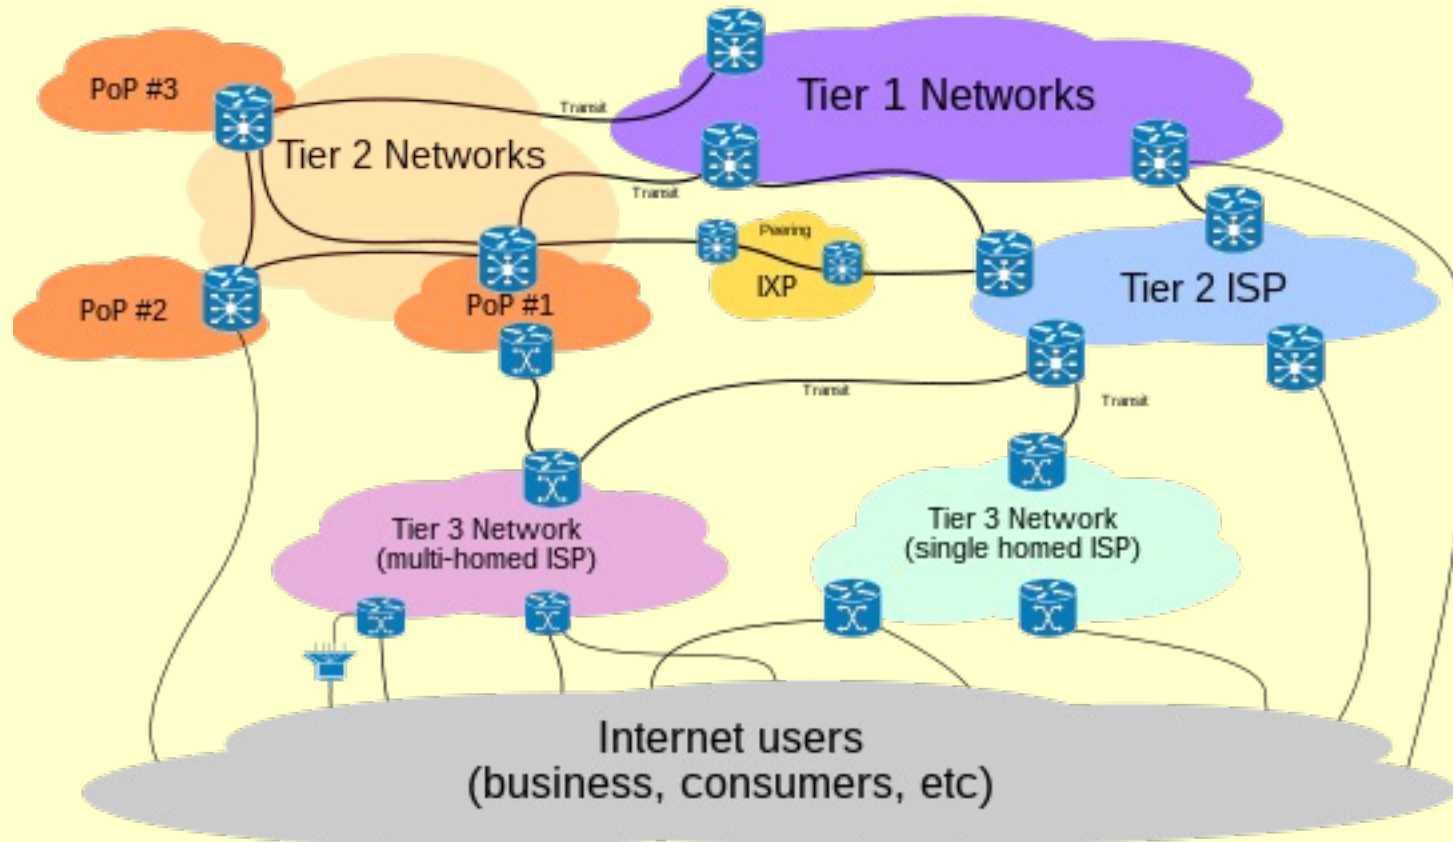 PoP #3
Transit
Tier 1 Networks
Tier 2 Networks
Transit
Peering
IXP
PoP #2
PoP #1
Tier 2 ISP
Transit
Transit
Tier 3 Network
(multi-homed ISP)
Tier 3 Network
(single homed ISP)
Internet users
(business, consumers, etc)